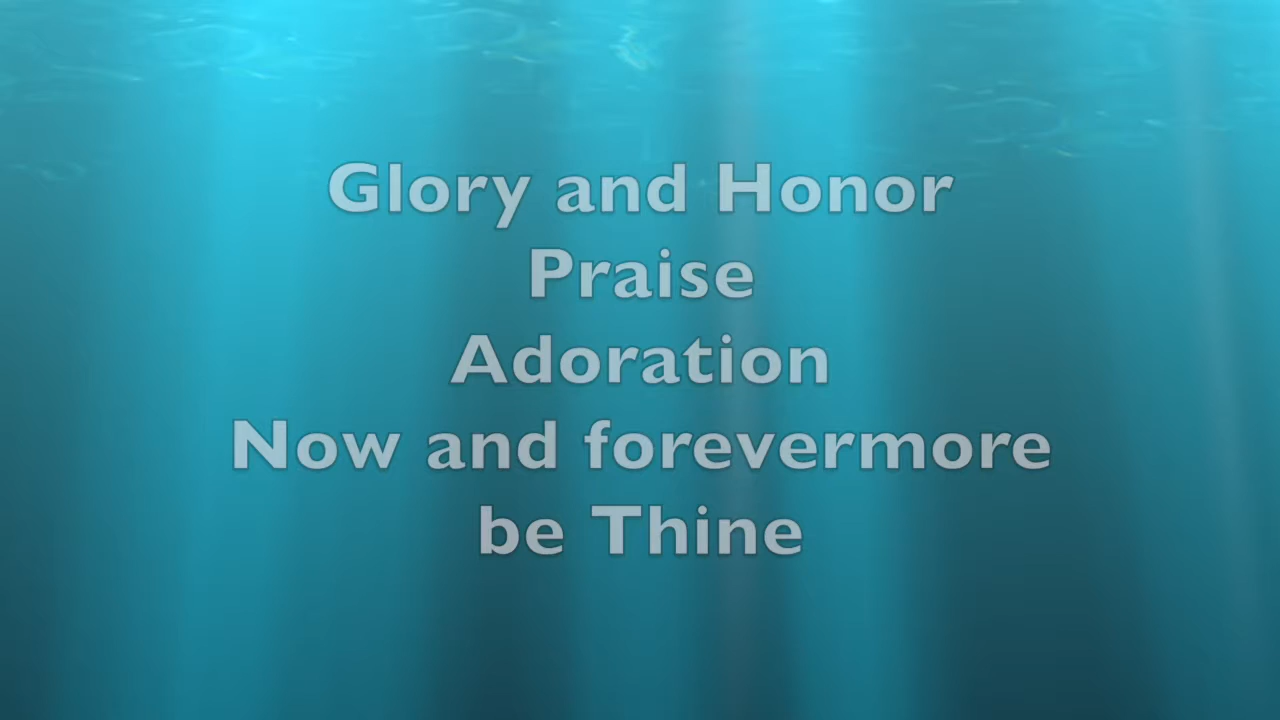 Glory and Honor
Praise
Adoration
Now and forevermore
be Thine